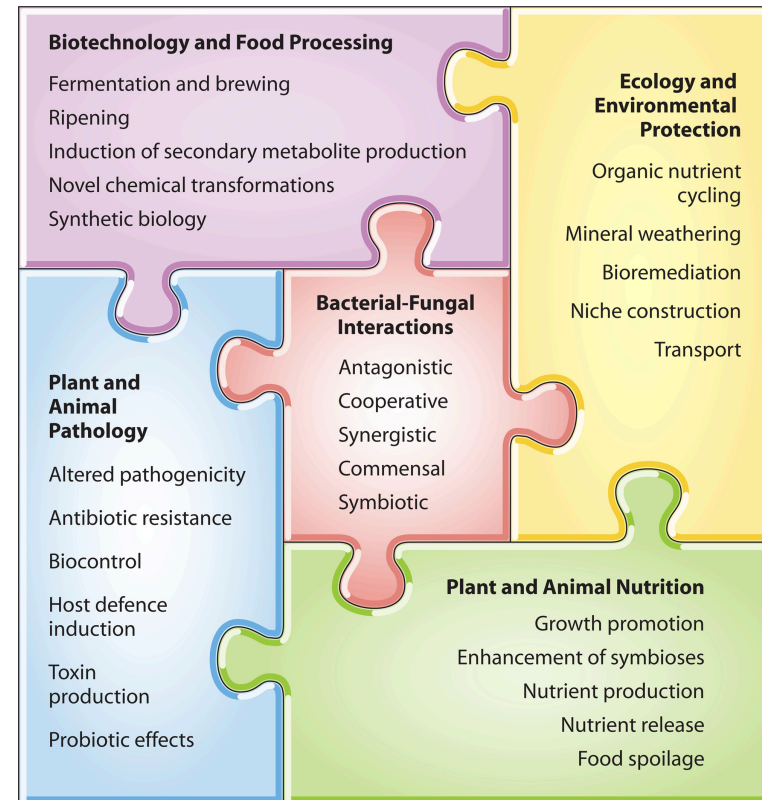 Biotechnology and Food Processing
Fermentation and brewing
Ripening
Induction of secondary metabolite production
Novel chemical transformations
Synthetic biology
Ecology and
Environmental
Protection
Organic nutrient
cycling
Mineral weathering
Bioremediation
Niche construction
Transport
Bacterial-Fungal
Interactions
Antagonistic
Cooperative
Synergistic
Commensal
Symbiotic
Plant and
Animal
Pathology
Altered pathogenicity
Antibiotic resistance
Biocontrol
Host defence
induction
Toxin
production
Probiotic effects
Plant and Animal Nutrition
Growth promotion
Enhancement of symbioses
Nutrient production
Nutrient release
Food spoilage